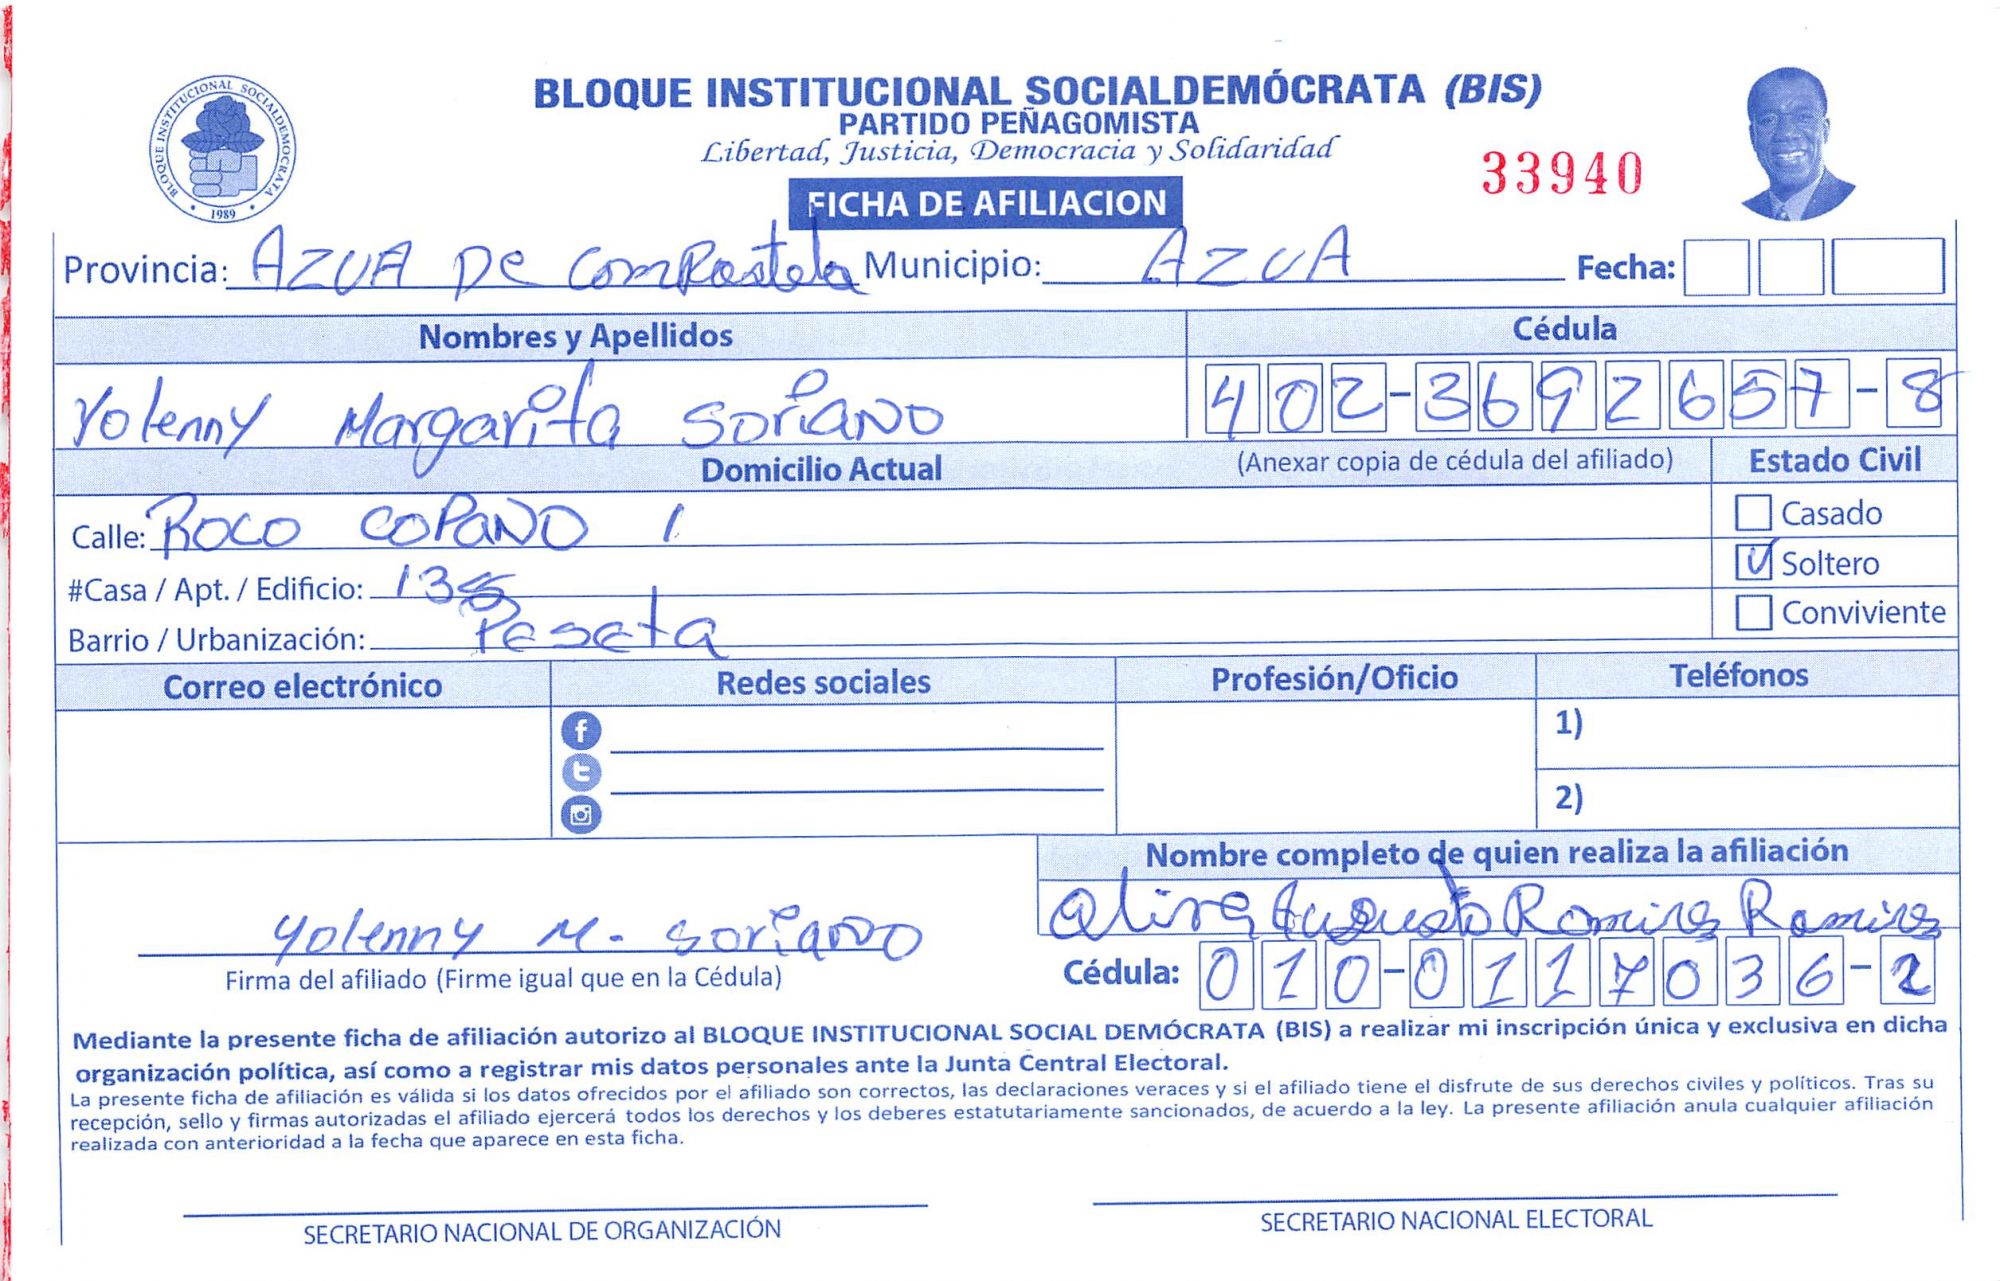 BLOQUE INSTITUCIONAL SOCIALDEMOCRATA
1989
BLOQUE INSTITUCIONAL SOCIALDEMÓCRATA (BIS)
PARTIDO PEÑAGOMISTA
Libertad, Justicia, Democracia y Solidaridad
33940
FICHA DE AFILIACION
Provincia: AZUA De Compostela Municipio: AZUA Fecha:
Nombres y Apellidos Cédula
Yolenny Margarita Soriano 402-3692657-8
Domicilio Actual (Anexar copia de cédula del afiliado) Estado Civil
Calle: ROCO COPANO 1 Casado
#Casa / Apt. / Edificio: 13 Soltero
Barrio / Urbanización: Peseta Conviviente
Correo electrónico Redes sociales Profesión/Oficio Teléfonos
1)
2)
Nombre completo de quien realiza la afiliación
Augusto Ramires Ramires
Yolenny M. Soriano
Firma del afiliado (Firme igual que en la Cédula) Cédula: 010-0117036-2
Mediante la presente ficha de afiliación autorizo al BLOQUE INSTITUCIONAL SOCIAL DEMÓCRATA (BIS) a realizar mi inscripción única y exclusiva en dicha
organización política, así como a registrar mis datos personales ante la Junta Central Electoral.
La presente ficha de afiliación es válida si los datos ofrecidos por el afiliado son correctos, las declaraciones veraces y si el afiliado tiene el disfrute de sus derechos civiles y políticos. Tras su
recepción, sello y firmas autorizadas el afiliado ejercerá todos los derechos y los deberes estatutariamente sancionados, de acuerdo a la ley. La presente afiliación anula cualquier afiliación
realizada con anterioridad a la fecha que aparece en esta ficha.
SECRETARIO NACIONAL DE ORGANIZACIÓN SECRETARIO NACIONAL ELECTORAL